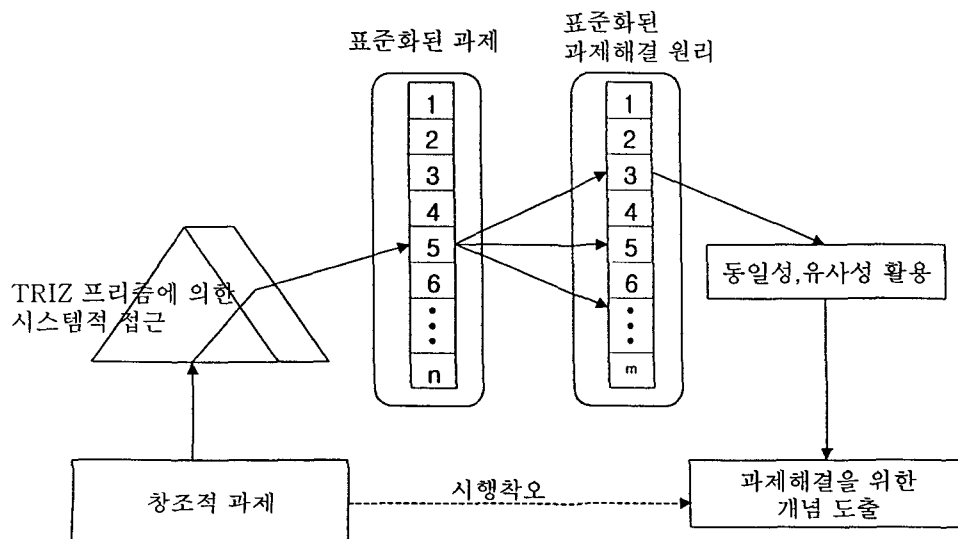 표준화된 과제
표준화된
과제해결 원리
1
2
3
4
5
6
n
1
2
3
4
5
6
m
TRIZ 프리즘에 의한
시스템적 접근
동일성,유사성 활용
창조적 과제
시행착오
과제해결을 위한
개념 도출